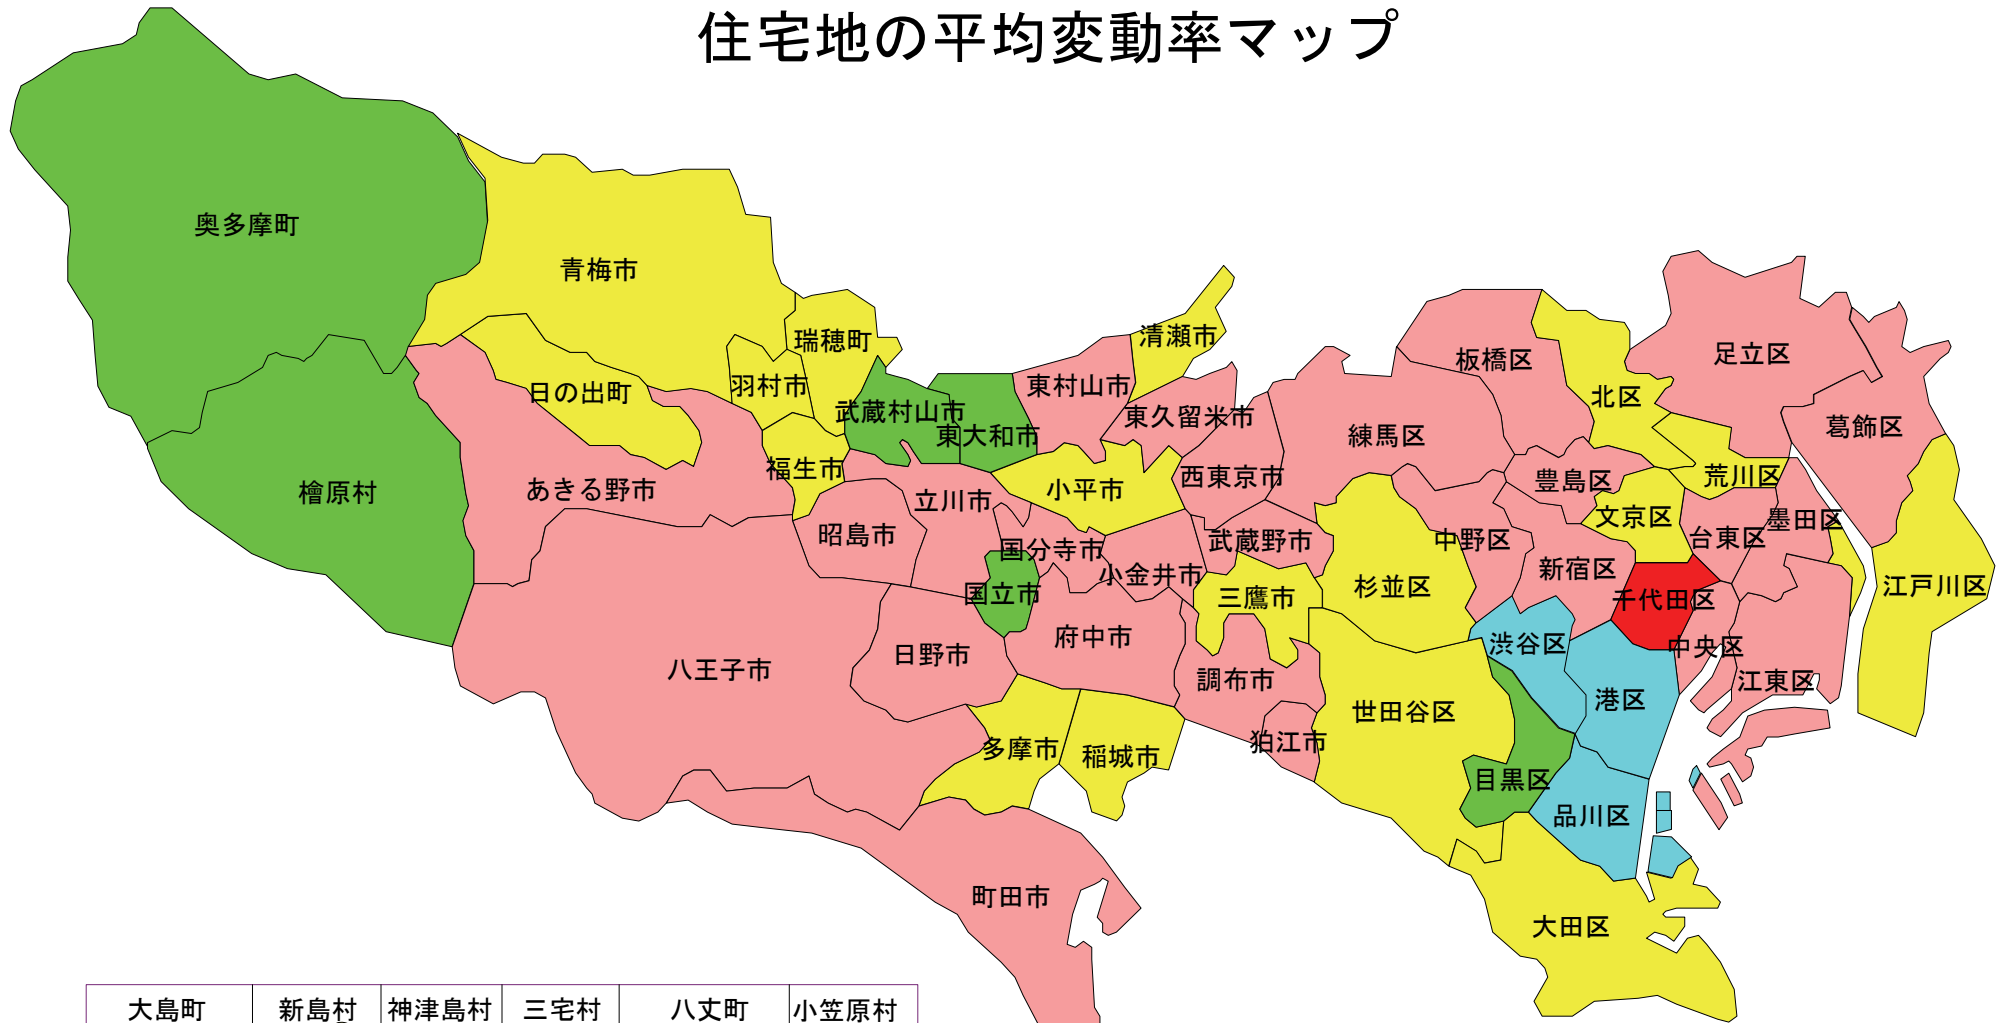 住宅地の平均変動率マップ
奥多摩町
青梅市
瑞穂町
清瀬市
羽村市
日の出町
東村山市
板橋区
足立区
北区
武蔵村山市
東大和市
東久留米市
練馬区
葛飾区
福生市
あきる野市
檜原村
立川市
小平市
西東京市
豊島区
荒川区
文京区
墨田区
昭島市
国分寺市
武蔵野市
中野区
台東区
小金井市
新宿区
国立市
三鷹市
杉並区
千代田区
江戸川区
府中市
日野市
八王子市
渋谷区
中央区
調布市
港区
江東区
世田谷区
狛江市
多摩市
稲城市
目黒区
品川区
町田市
大田区
大島町
新島村
神津島村
三宅村
八丈町
小笠原村